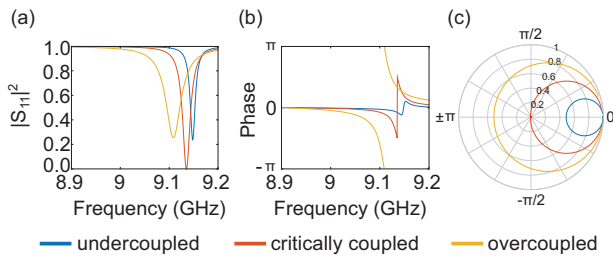 (a)
|S₁₁|²
1.0
0.8
0.6
0.4
0.2
0.0
8.9
9
9.1
9.2
Frequency (GHz)
(b)
Phase
π
0
-π
8.9
9
9.1
9.2
Frequency (GHz)
(c)
π/2
1
0.8
0.6
0.4
0.2
0
±π
-π/2
undercoupled
critically coupled
overcoupled